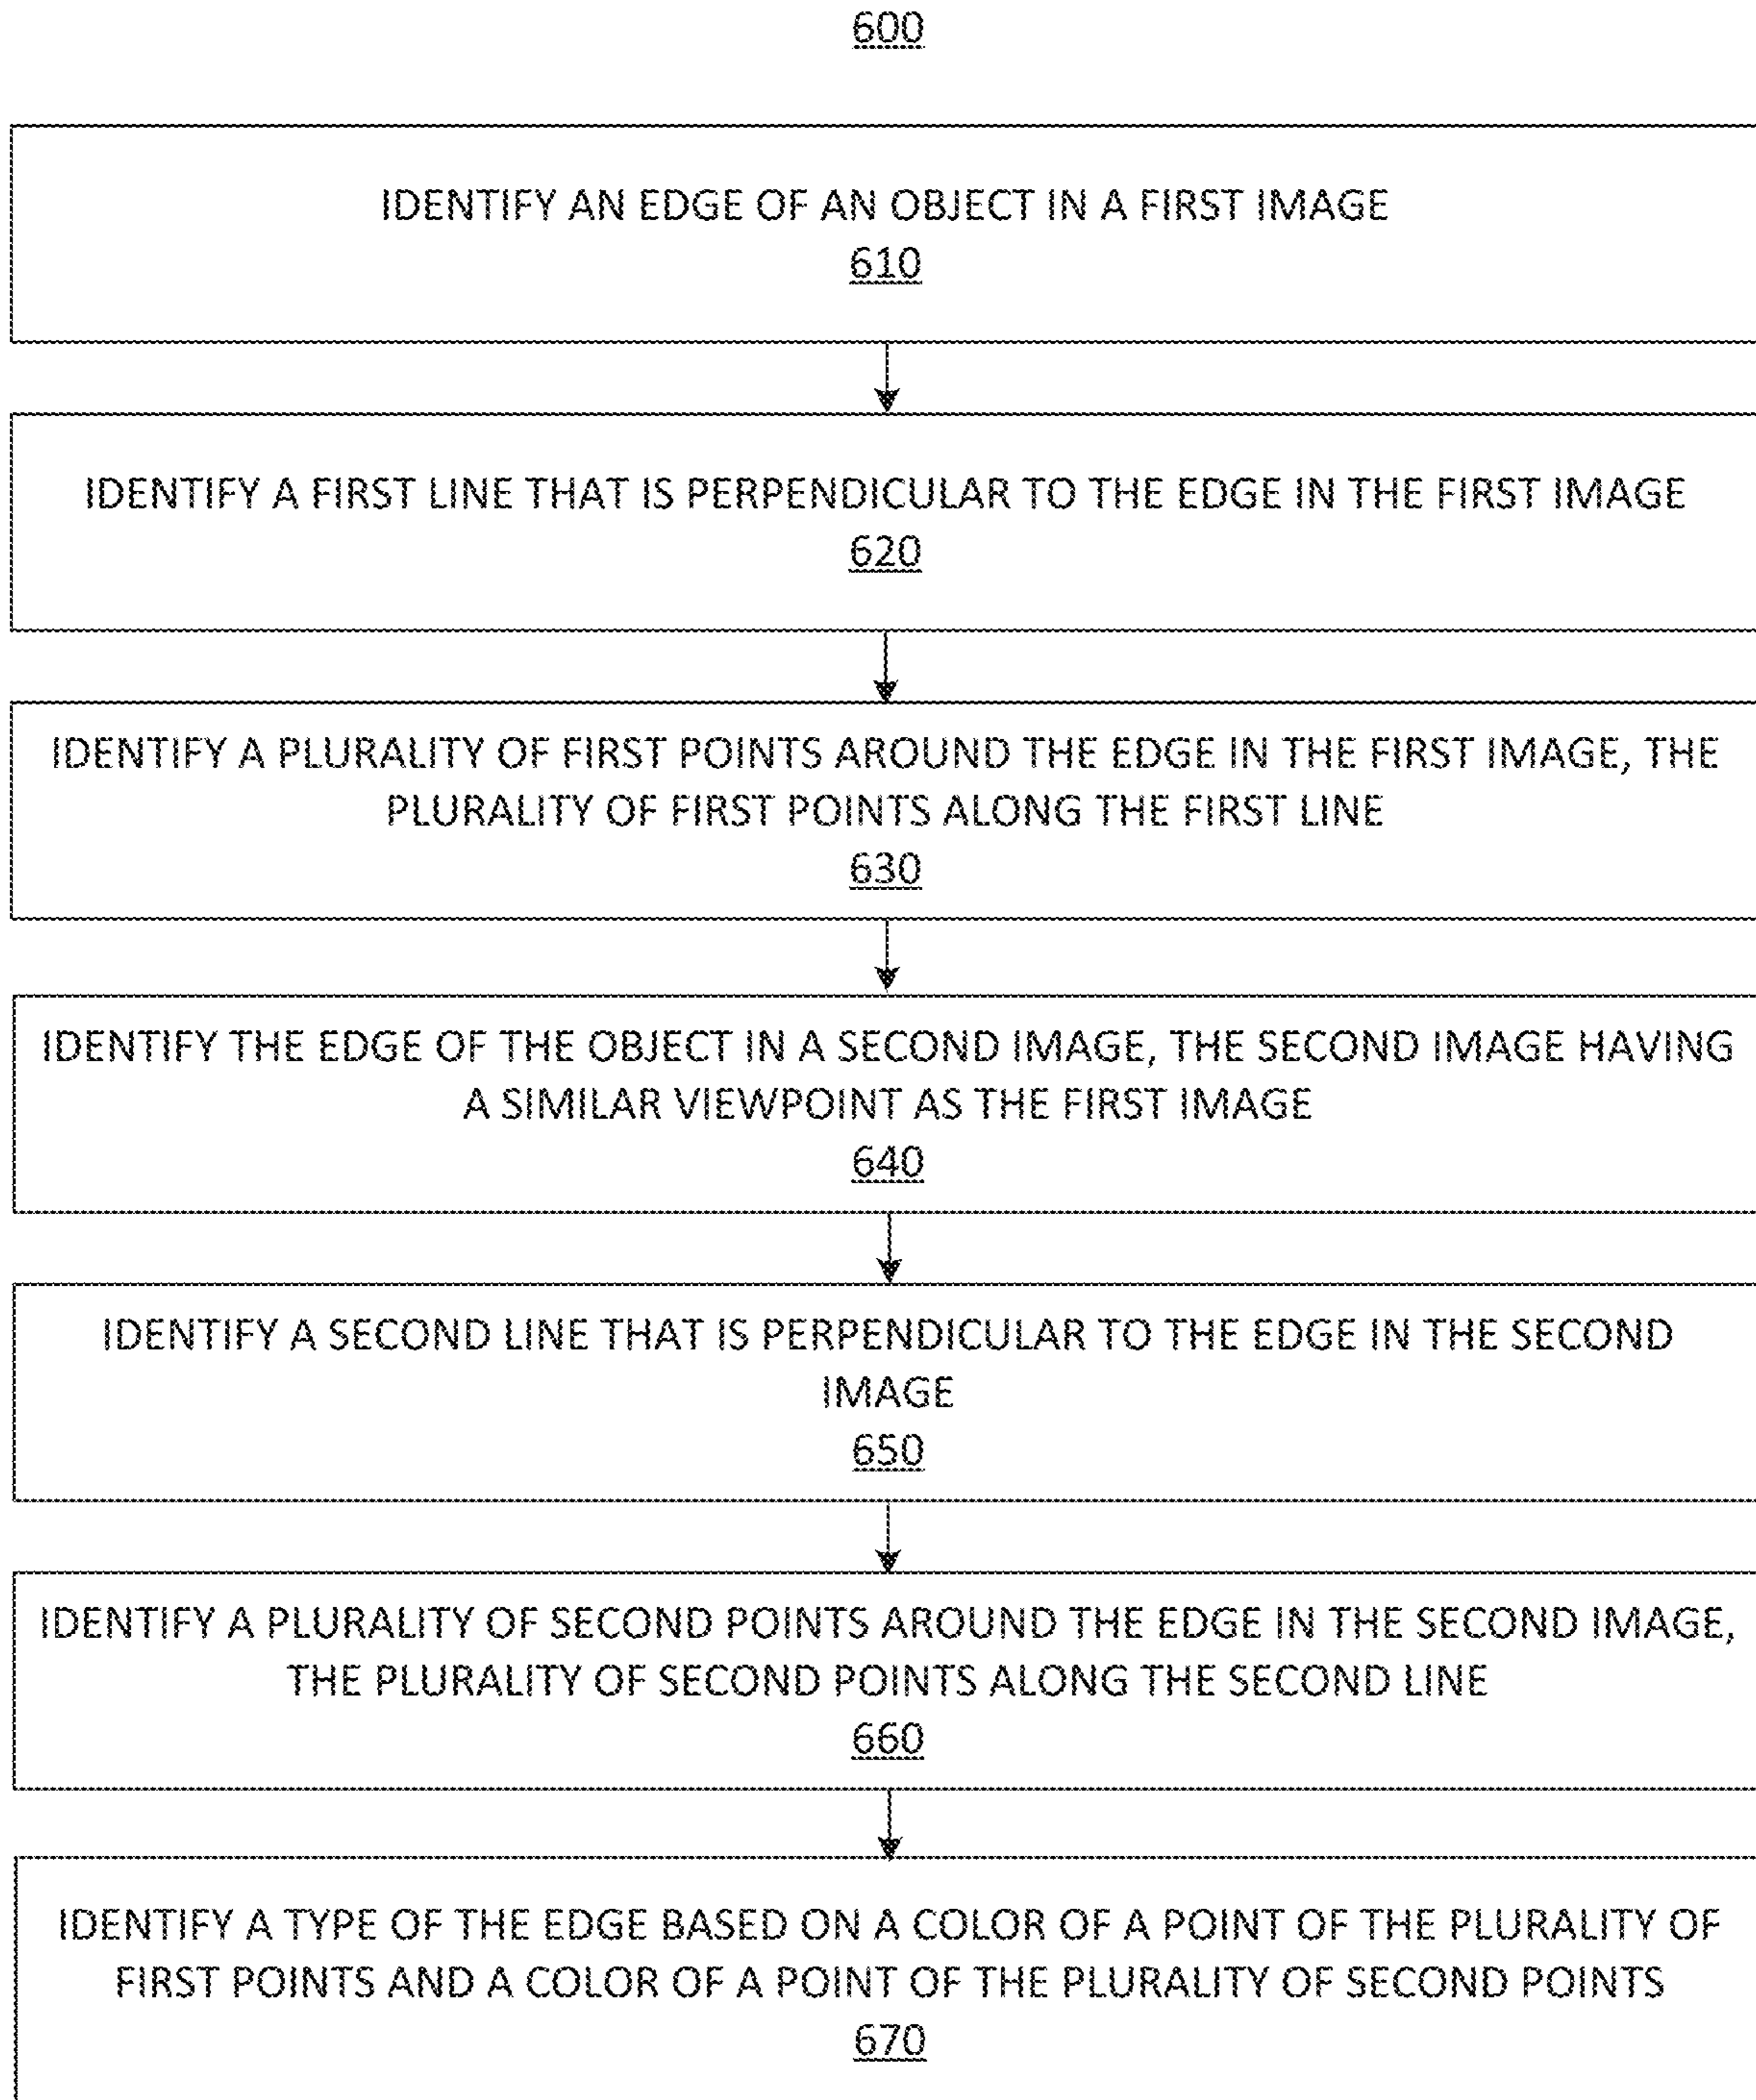 600
IDENTIFY AN EDGE OF AN OBJECT IN A FIRST IMAGE
610
IDENTIFY A FIRST LINE THAT IS PERPENDICULAR TO THE EDGE IN THE FIRST IMAGE
620
IDENTIFY A PLURALITY OF FIRST POINTS AROUND THE EDGE IN THE FIRST IMAGE, THE
PLURALITY OF FIRST POINTS ALONG THE FIRST LINE
630
IDENTIFY THE EDGE OF THE OBJECT IN A SECOND IMAGE, THE SECOND IMAGE HAVING
A SIMILAR VIEWPOINT AS THE FIRST IMAGE
640
IDENTIFY A SECOND LINE THAT IS PERPENDICULAR TO THE EDGE IN THE SECOND
IMAGE
650
IDENTIFY A PLURALITY OF SECOND POINTS AROUND THE EDGE IN THE SECOND IMAGE,
THE PLURALITY OF SECOND POINTS ALONG THE SECOND LINE
660
IDENTIFY A TYPE OF THE EDGE BASED ON A COLOR OF A POINT OF THE PLURALITY OF
FIRST POINTS AND A COLOR OF A POINT OF THE PLURALITY OF SECOND POINTS
670